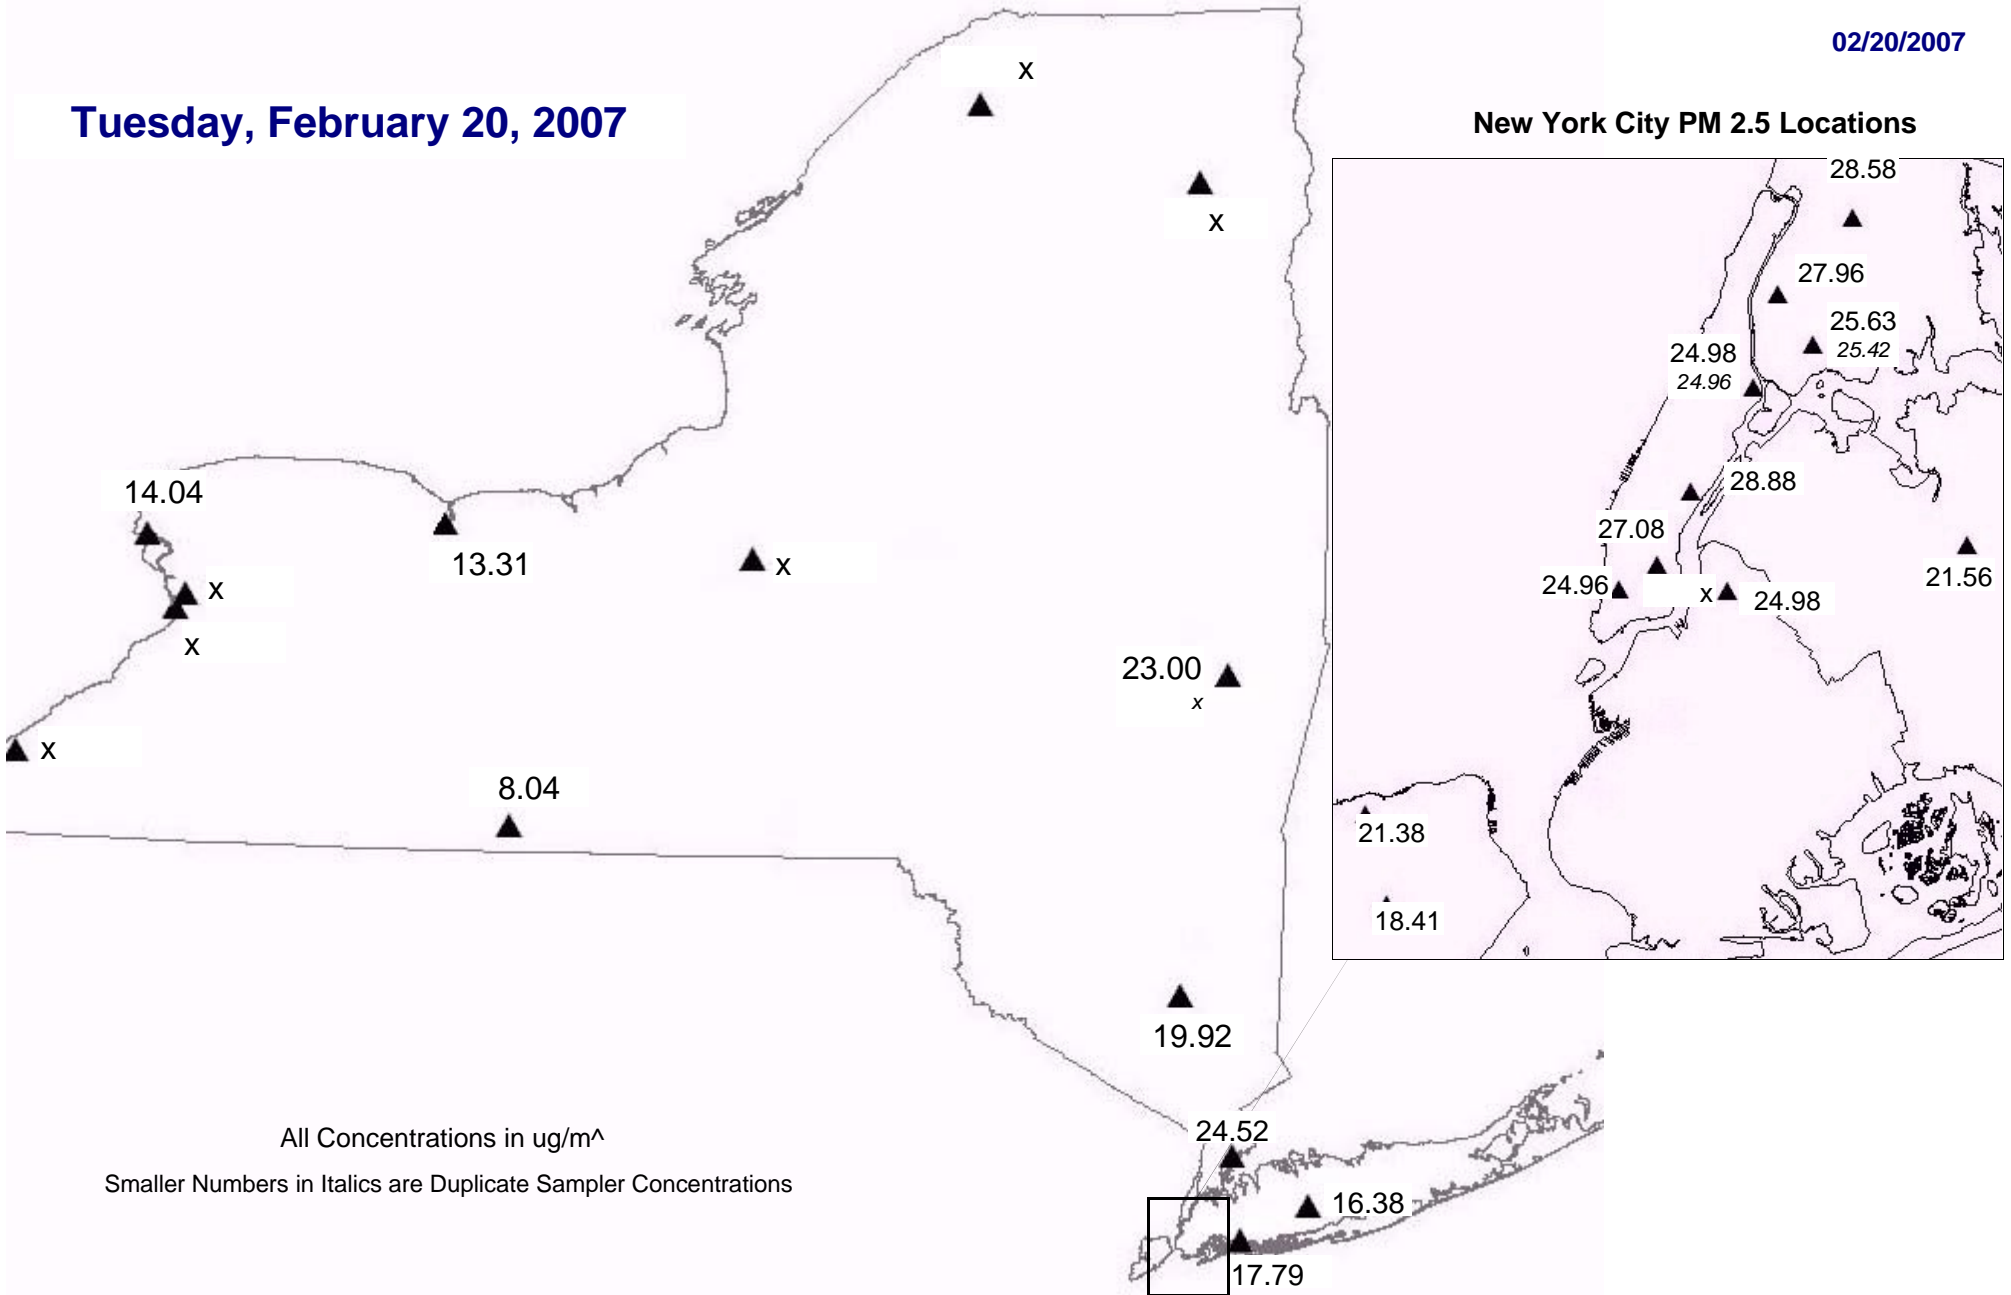 02/20/2007
Tuesday, February 20, 2007
New York City PM 2.5 Locations
x
x
14.04
13.31
x
x
x
x
23.00
x
8.04
19.92
24.52
16.38
17.79
28.58
27.96
25.63
25.42
24.98
24.96
28.88
27.08
24.96
x
24.98
21.56
21.38
18.41
All Concentrations in ug/m^
Smaller Numbers in Italics are Duplicate Sampler Concentrations